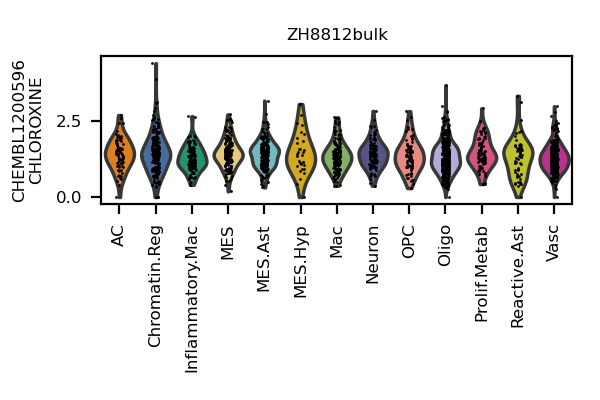 ZH8812bulk
CHEMBL1200596
CHLOROXINE
2.5
0.0
AC
Chromatin.Reg
Inflammatory.Mac
MES
MES.Ast
MES.Hyp
Mac
Neuron
OPC
Oligo
Prolif.Metab
Reactive.Ast
Vasc